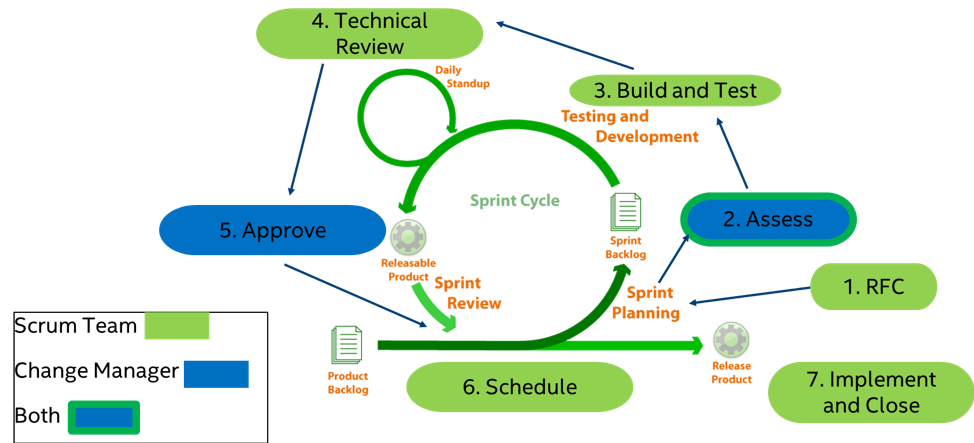 4. Technical
Review
Daily
Standup
3. Build and Test
Testing and
Development
Sprint Cycle
2. Assess
5. Approve
Sprint
Backlog
Releasable
Product
Sprint
Review
Sprint
Planning
1. RFC
Scrum Team
Change Manager
Both
Product
Backlog
6. Schedule
Release
Product
7. Implement
and Close